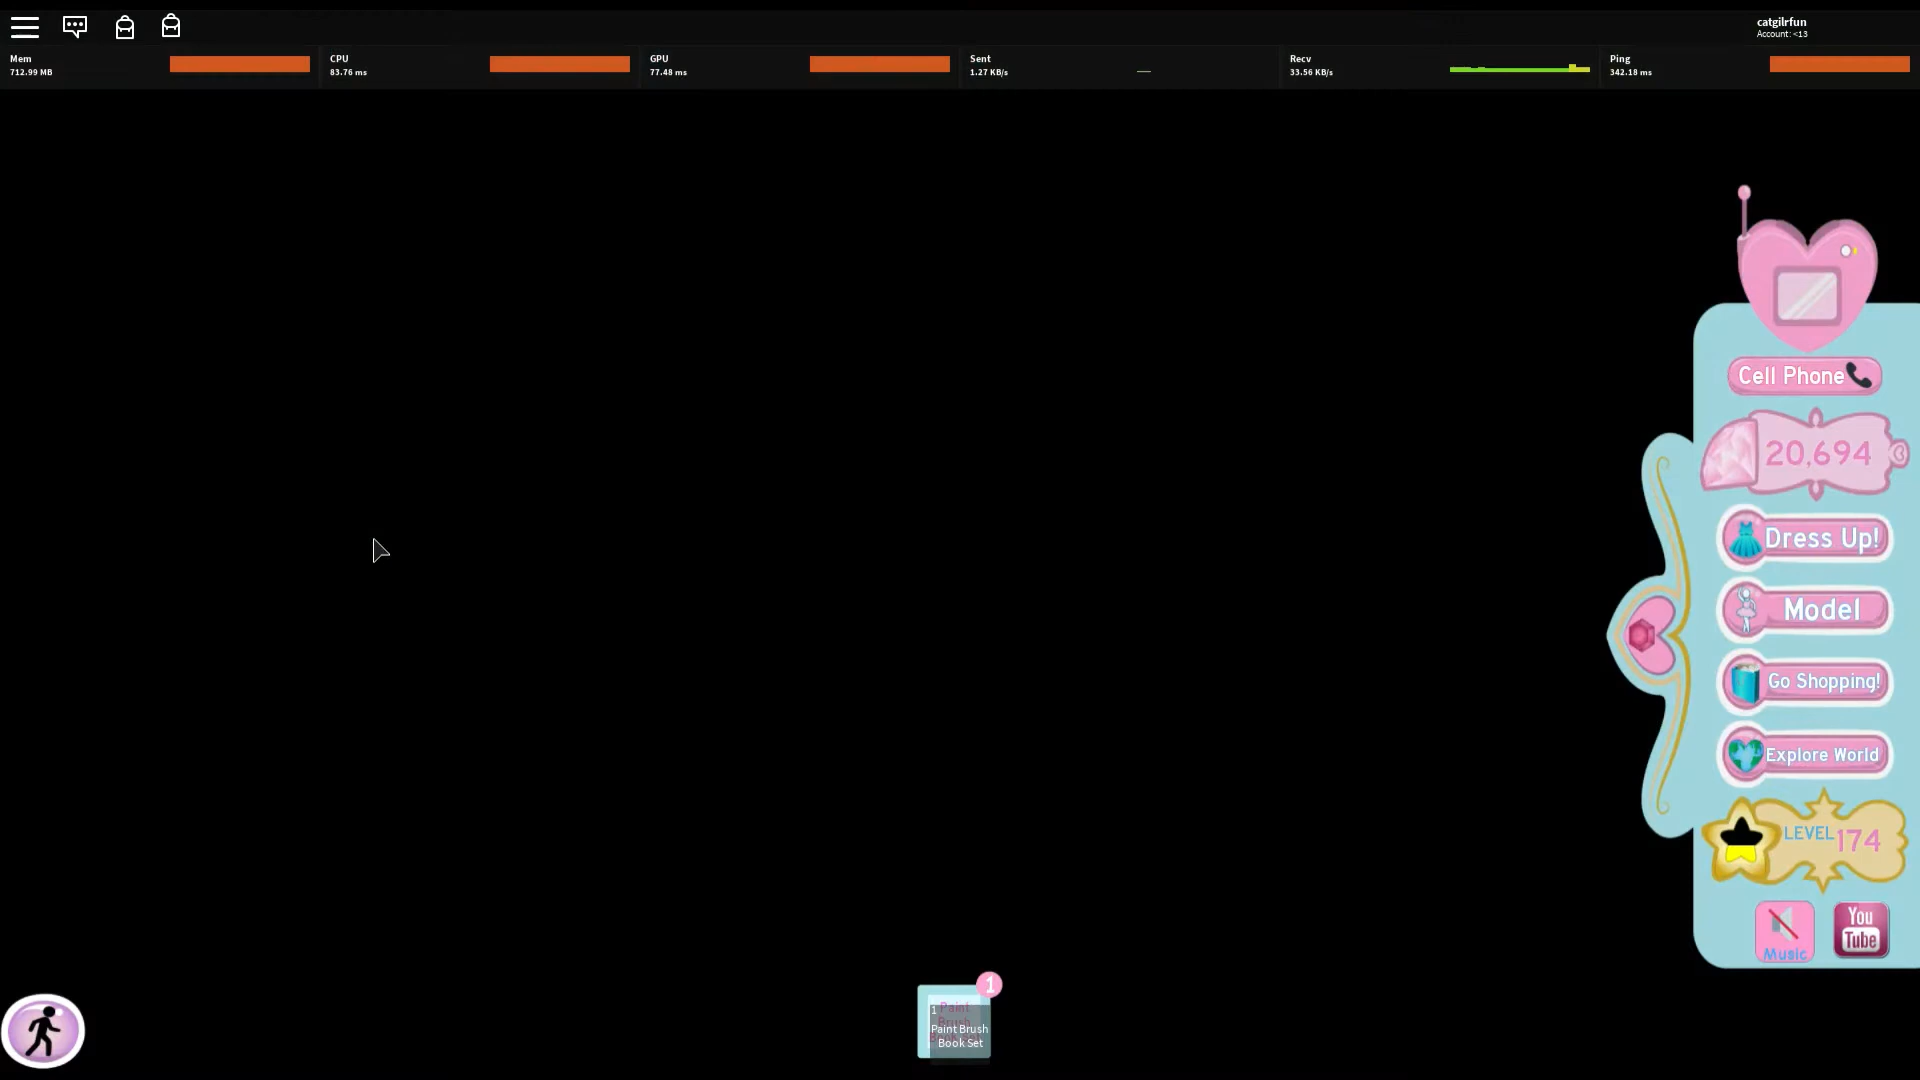 catgilrfun
Account: <13
Mem
712.99 MB
CPU
83.76 ms
GPU
77.48 ms
Sent
1.27 KB/s
Recv
33.56 KB/s
Ping
342.18 ms
Cell Phone
20,694
Dress Up!
Model
Go Shopping!
Explore World
LEVEL 174
Music
You
Tube
1
1
Paint
Brush
Paint Brush
Book Set